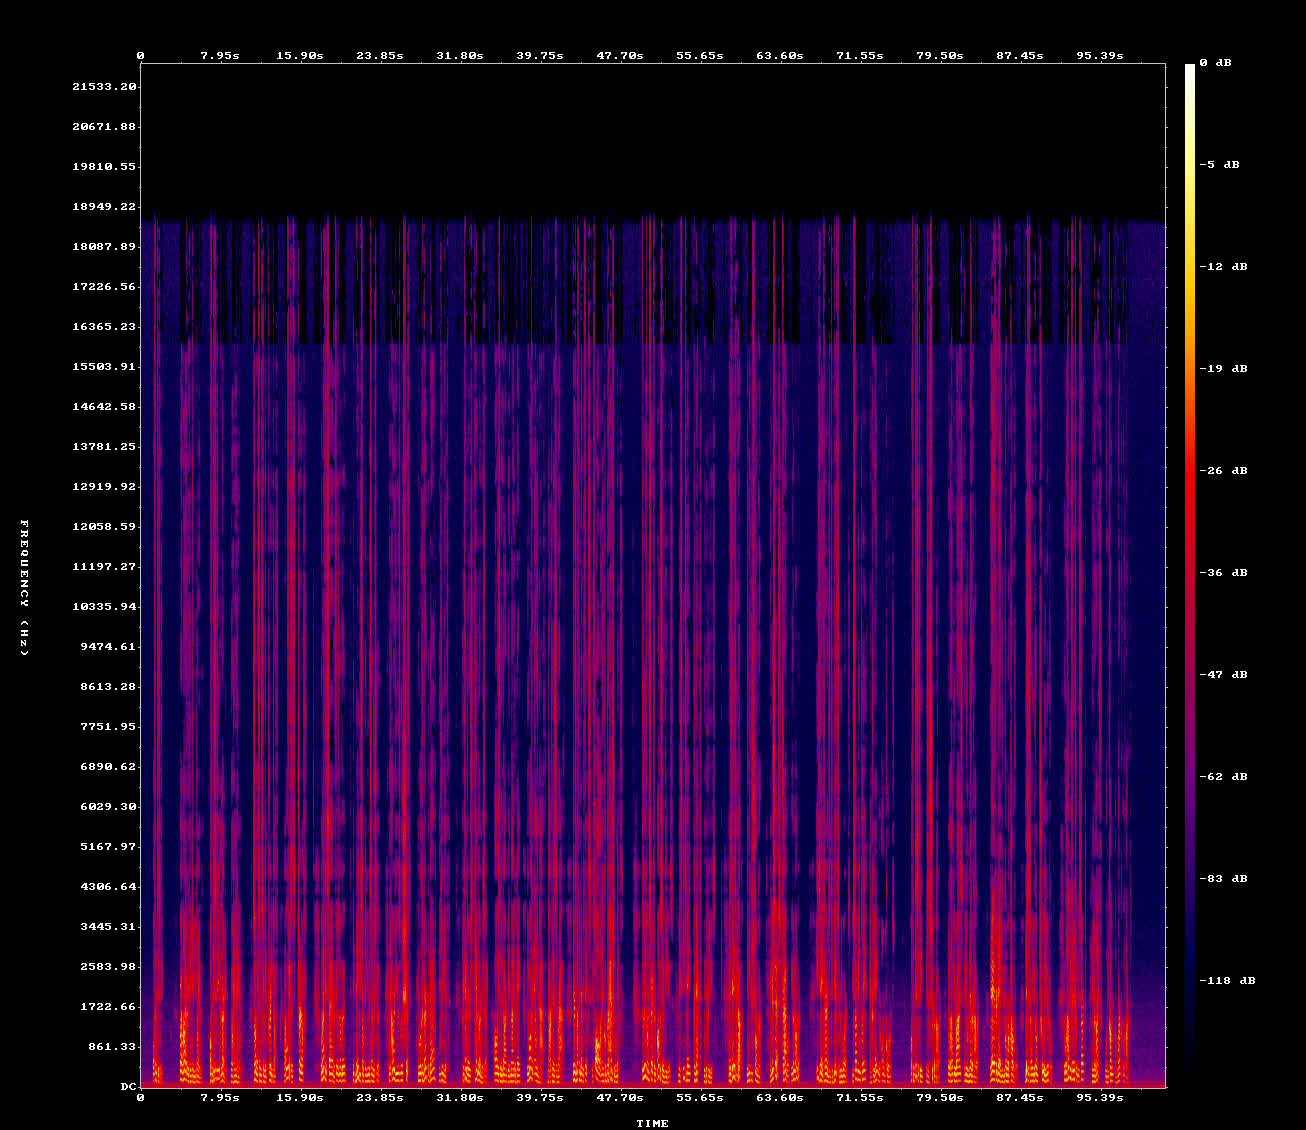 0 7.95s 15.90s 23.85s 31.80s 39.75s 47.70s 55.65s 63.60s 71.55s 79.50s 87.45s 95.39s
0 dB
21533.20
20671.88
-5 dB
19810.55
18949.22
18087.89
-12 dB
17226.56
16365.23
15503.91
-19 dB
14642.58
13781.25
-26 dB
12919.92
12058.59
11197.27
-36 dB
10335.94
9474.61
-47 dB
8613.28
7751.95
6890.62
-62 dB
6029.30
5167.97
4306.64
-83 dB
3445.31
2583.98
-118 dB
1722.66
861.33
DC
0 7.95s 15.90s 23.85s 31.80s 39.75s 47.70s 55.65s 63.60s 71.55s 79.50s 87.45s 95.39s
TIME
FREQUENCY (Hz)